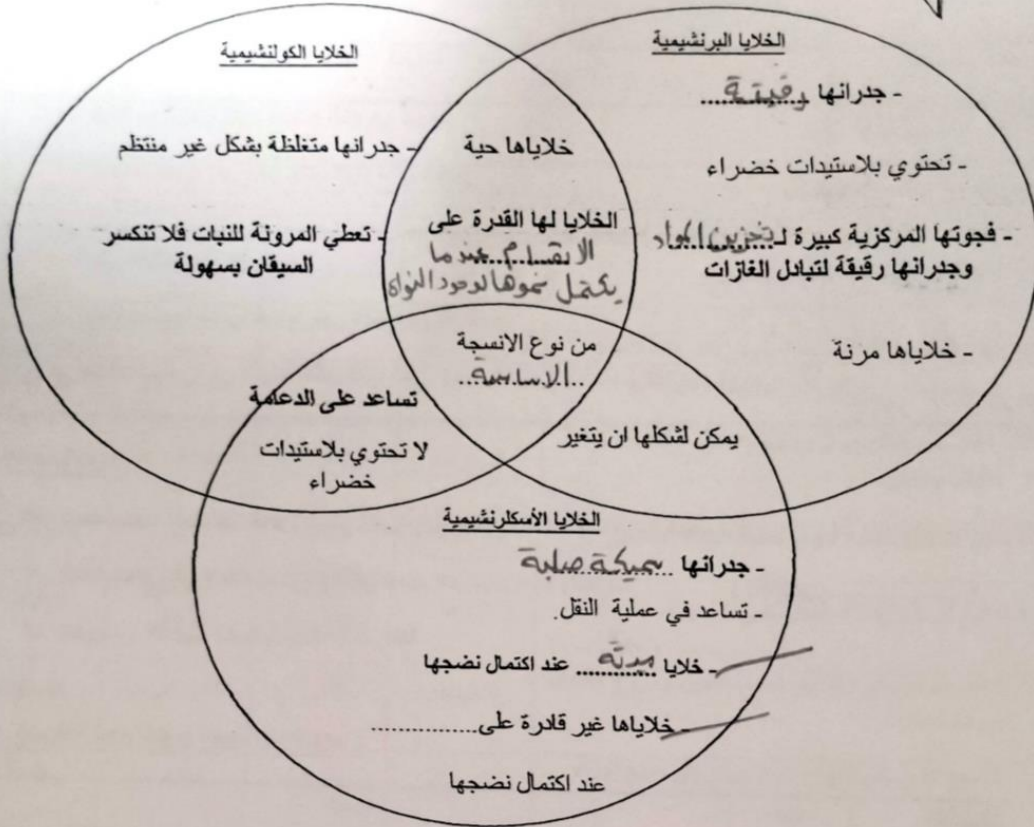 الخلايا البرنشيمية
- جدرانها رقيقة
- تحتوي بلاستيدات خضراء
- فجوتها المركزية كبيرة لـ تخزين المواد
وجدرانها رقيقة لتبادل الغازات
- خلاياها مرنة
الخلايا الكولنشيمية
- جدرانها متغلظة بشكل غير منتظم
- تعطي المرونة للنبات فلا تنكسر
السيقان بسهولة
خلاياها حية
الخلايا لها القدرة على
الانقسام عندما
يكتمل نموها لوجود النواة
من نوع الانسجة
الاساسية
تساعد على الدعامة
لا تحتوي بلاستيدات
خضراء
يمكن لشكلها ان يتغير
الخلايا الأسكلرنشيمية
- جدرانها سميكة صلبة
- تساعد في عملية النقل.
- خلايا ميتة عند اكتمال نضجها
- خلاياها غير قادرة على..............
عند اكتمال نضجها